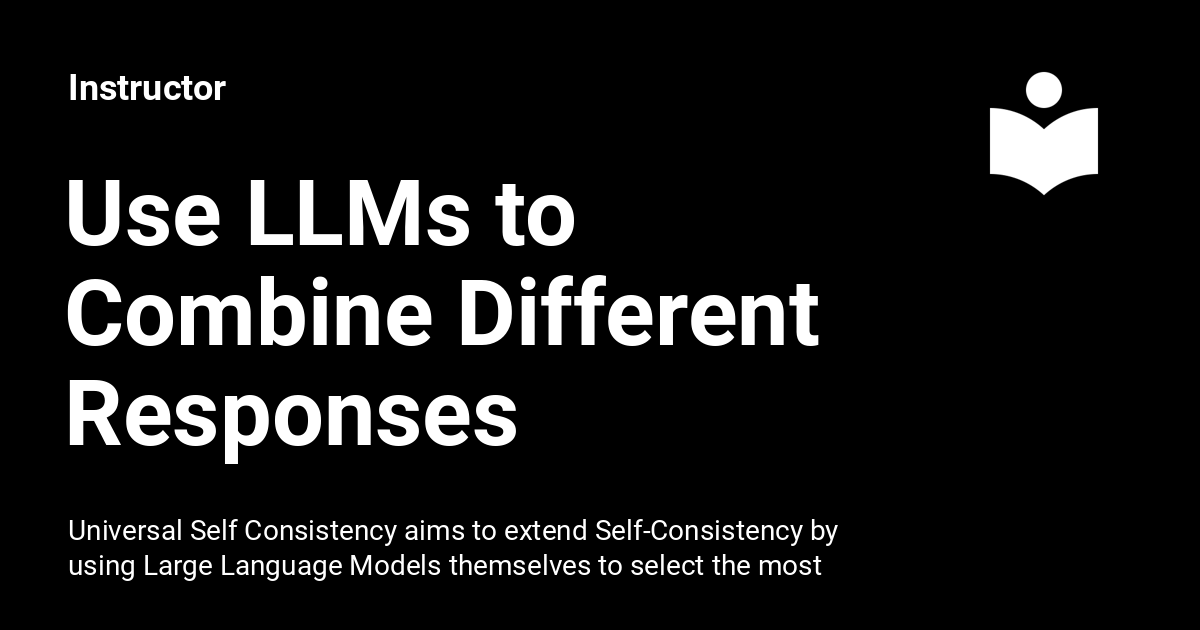 Instructor
Use LLMs to
Combine Different
Responses
Universal Self Consistency aims to extend Self-Consistency by
using Large Language Models themselves to select the most